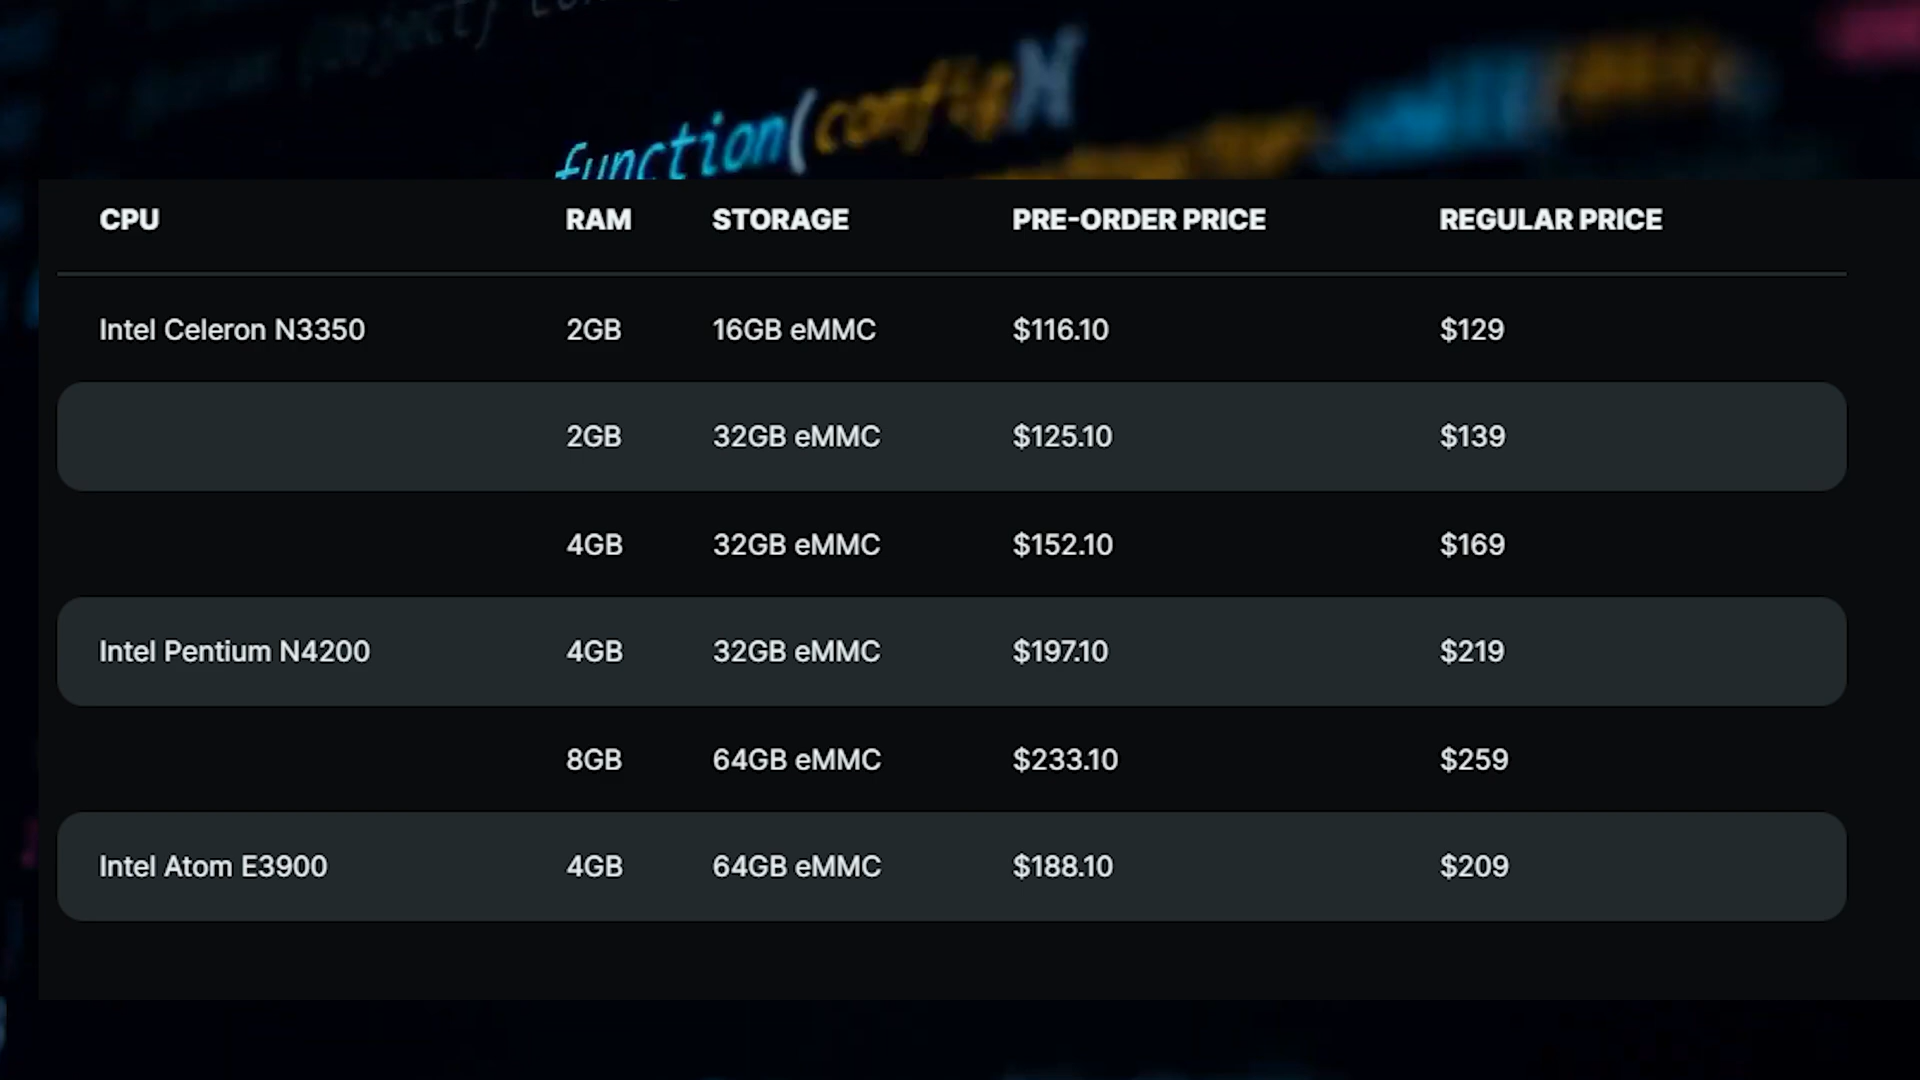 function(config)
CPU RAM STORAGE PRE-ORDER PRICE REGULAR PRICE
Intel Celeron N3350 2GB 16GB eMMC $116.10 $129
2GB 32GB eMMC $125.10 $139
4GB 32GB eMMC $152.10 $169
Intel Pentium N4200 4GB 32GB eMMC $197.10 $219
8GB 64GB eMMC $233.10 $259
Intel Atom E3900 4GB 64GB eMMC $188.10 $209